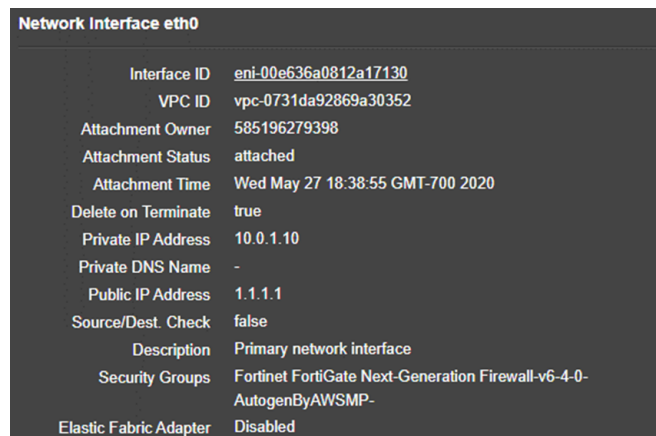 Network Interface eth0
Interface ID eni-00e636a0812a17130
VPC ID vpc-0731da92869a30352
Attachment Owner 585196279398
Attachment Status attached
Attachment Time Wed May 27 18:38:55 GMT-700 2020
Delete on Terminate true
Private IP Address 10.0.1.10
Private DNS Name -
Public IP Address 1.1.1.1
Source/Dest. Check false
Description Primary network interface
Security Groups Fortinet FortiGate Next-Generation Firewall-v6-4-0-
AutogenByAWSMP-
Elastic Fabric Adapter Disabled